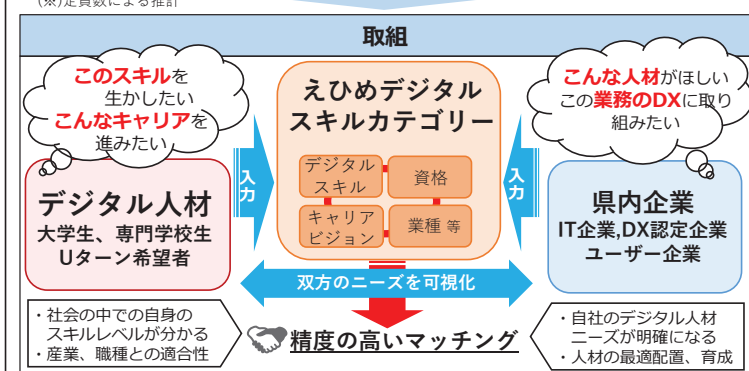 (※)定員数による推計
取組
このスキルを
生かしたい
こんなキャリアを
進みたい
えひめデジタル
スキルカテゴリー
こんな人材がほしい
この業務のDXに取り
組みたい
デジタル
スキル
資格
キャリア
ビジョン
業種 等
入力
入力
デジタル人材
大学生、専門学校生
Uターン希望者
県内企業
IT企業,DX認定企業
ユーザー企業
双方のニーズを可視化
・社会の中での自身の
スキルレベルが分かる
・産業、職種との適合性
精度の高いマッチング
・自社のデジタル人材
ニーズが明確になる
・人材の最適配置、育成